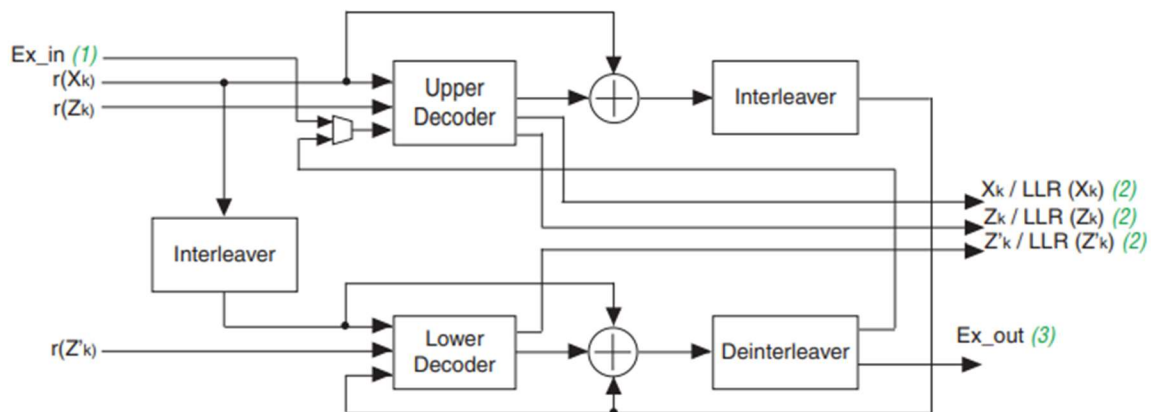 Ex_in (1)
r(Xk)
r(Zk)
Upper
Decoder
Interleaver
Xk / LLR (Xk) (2)
Zk / LLR (Zk) (2)
Z'k / LLR (Z'k) (2)
Interleaver
r(Z'k)
Lower
Decoder
Deinterleaver
Ex_out (3)